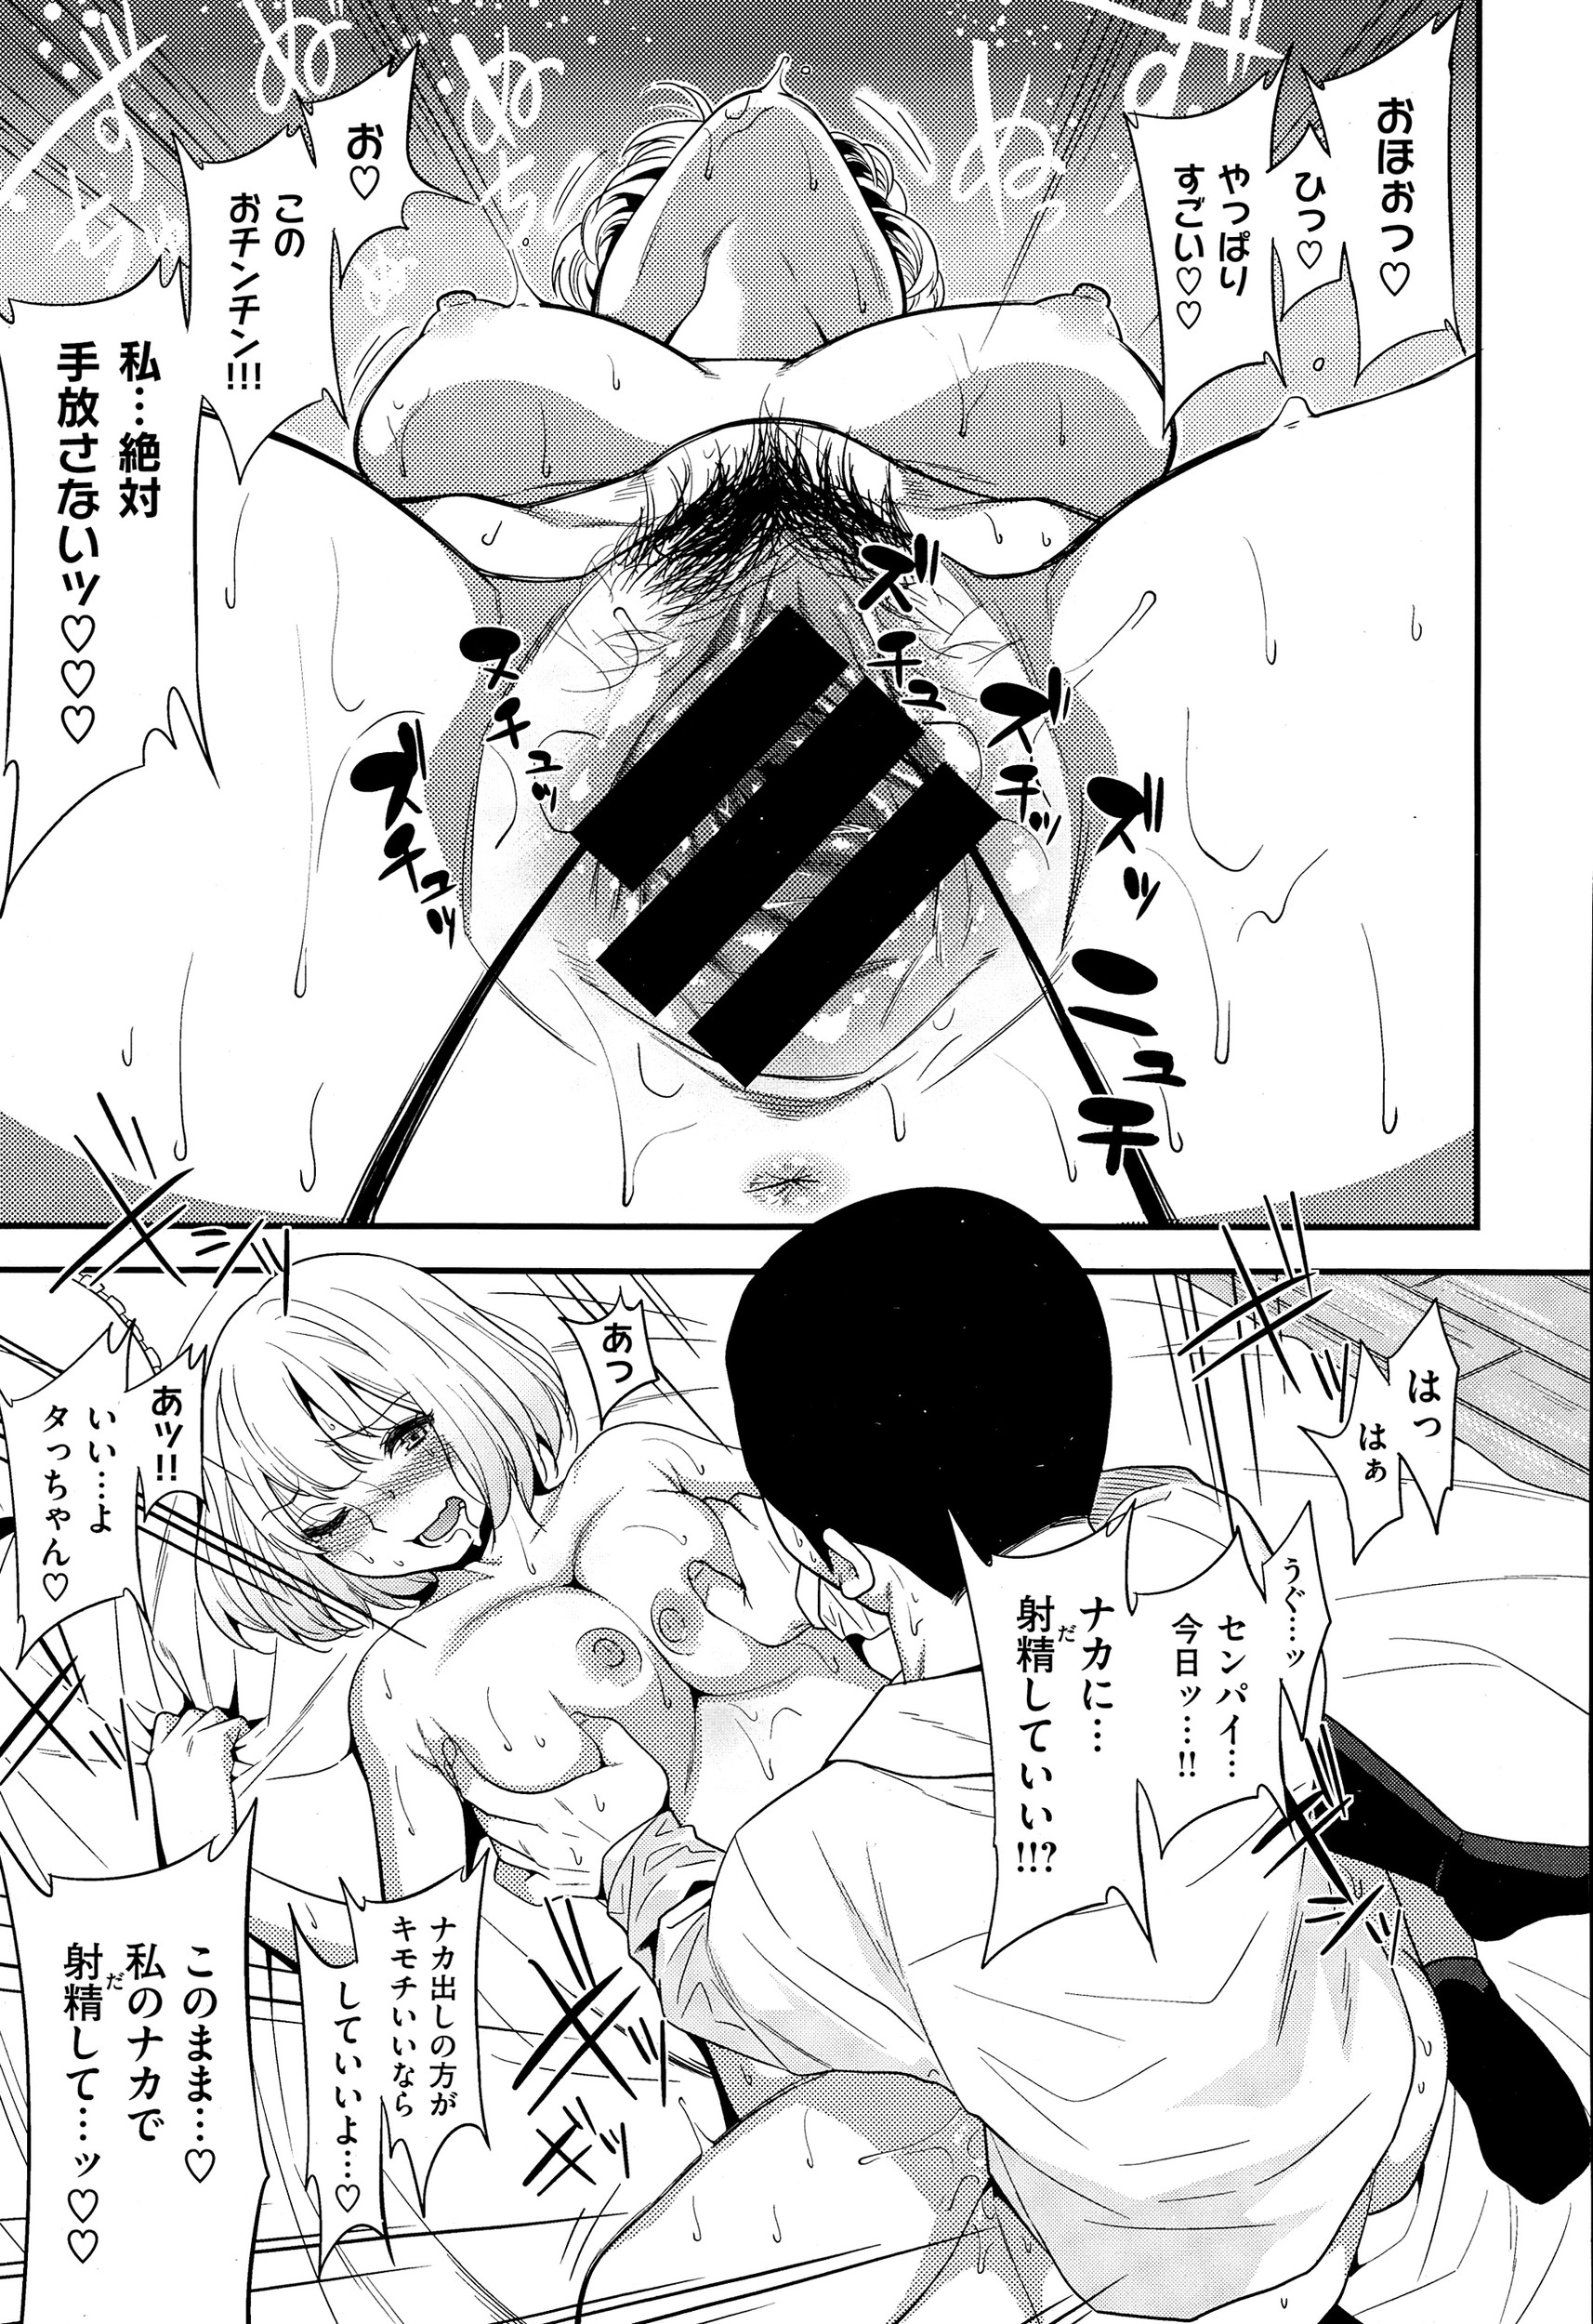 おほぉっ♡
ひっ♡
やっぱり
すごい♡♡
お♡
この
おチンチン!!!
私…絶対
手放さないッ♡♡♡
ズ
チュ
ヌチュッ
ズチュッ
ズチュッ
ズッ
ニュチ
はっ
はぁ
うぐ…ッ
センパイ…
今日ッ…!!
ナカに…
射精していい!!?
だ
あっ
あッ!!
いい…よ
タっちゃん♡
ナカ出しの方が
キモチいいなら
していいよ…♡
このまま…♡
私のナカで
射精して…ッ♡♡
だ